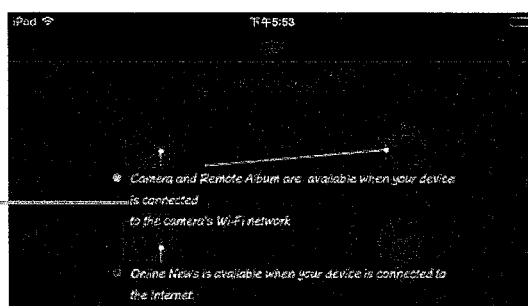 iPad 下午5:53
Camera and Remote Album are available when your device
is connected
to the camera's Wi-Fi network
Online News is available when your device is connected to
the Internet.